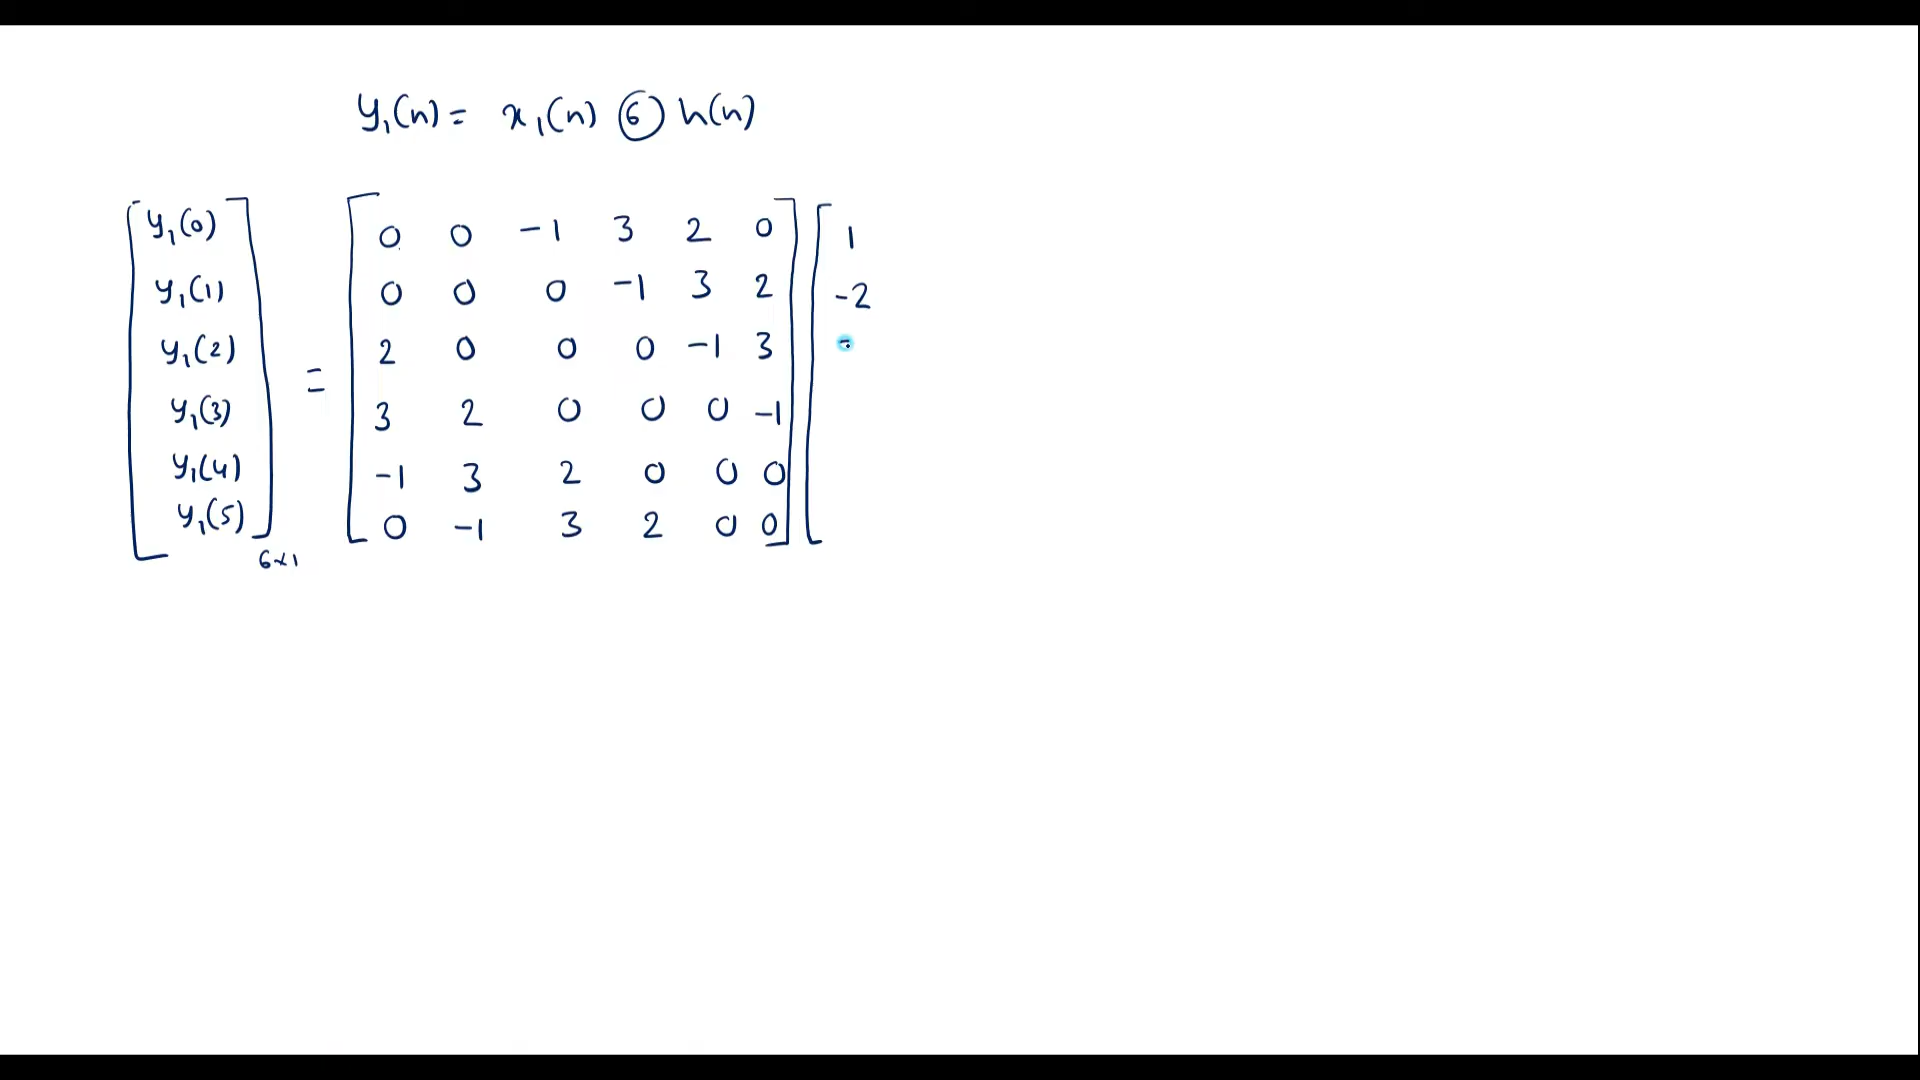 y₁(n) = x₁(n) ⑥ h(n)
y₁(0) 0 0 -1 3 2 0 1
y₁(1) 0 0 0 -1 3 2 -2
y₁(2) 2 0 0 0 -1 3 -
y₁(3) = 3 2 0 0 0 -1
y₁(4) -1 3 2 0 0 0
y₁(5) 0 -1 3 2 0 0
6×1